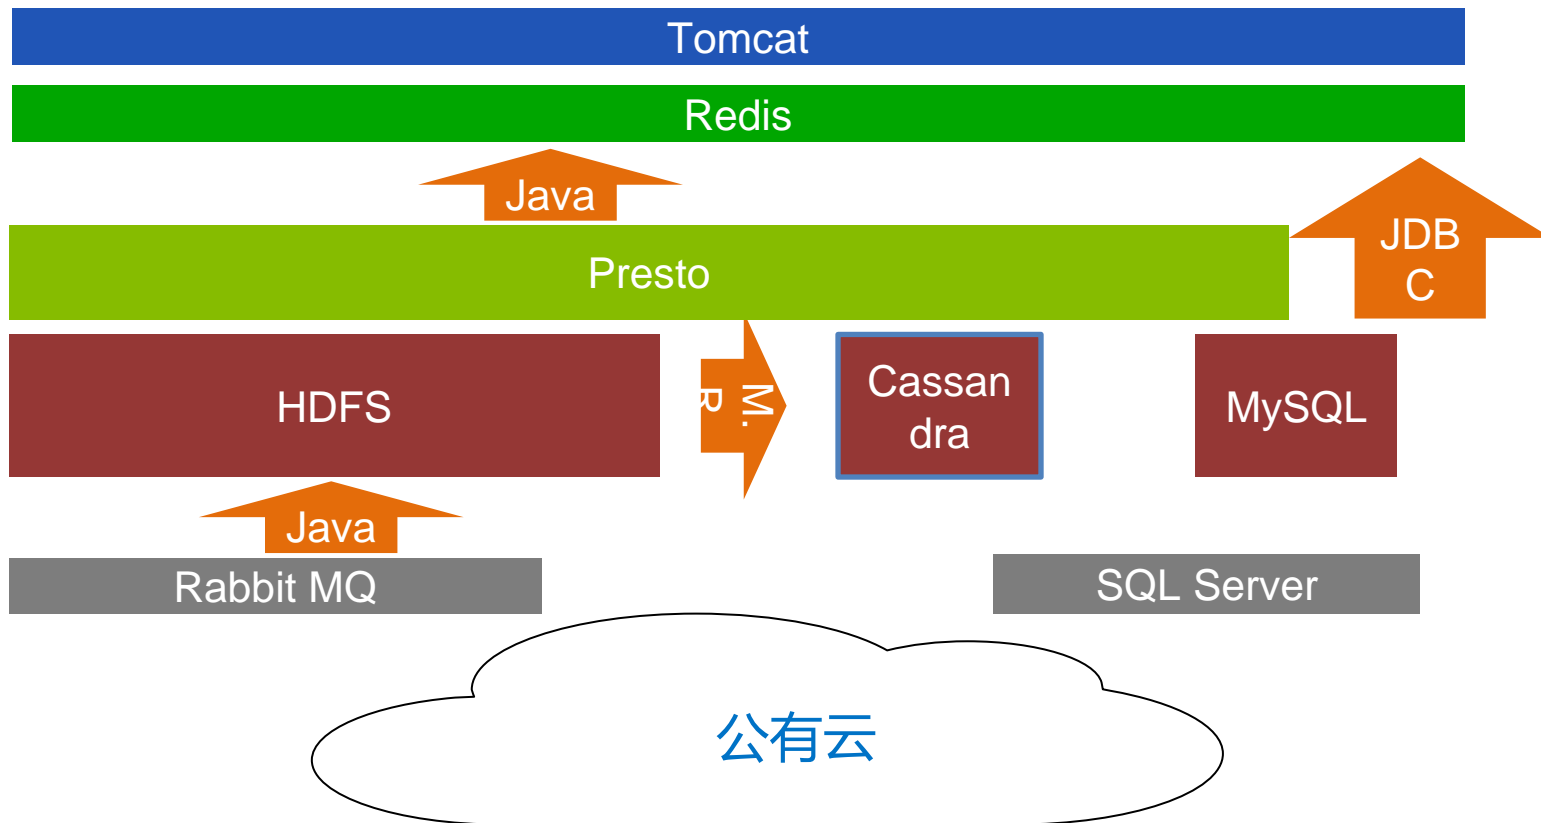 Tomcat
Redis
Java
JDB
C
Presto
HDFS
M.
R
Cassan
dra
MySQL
Java
Rabbit MQ
SQL Server
公有云